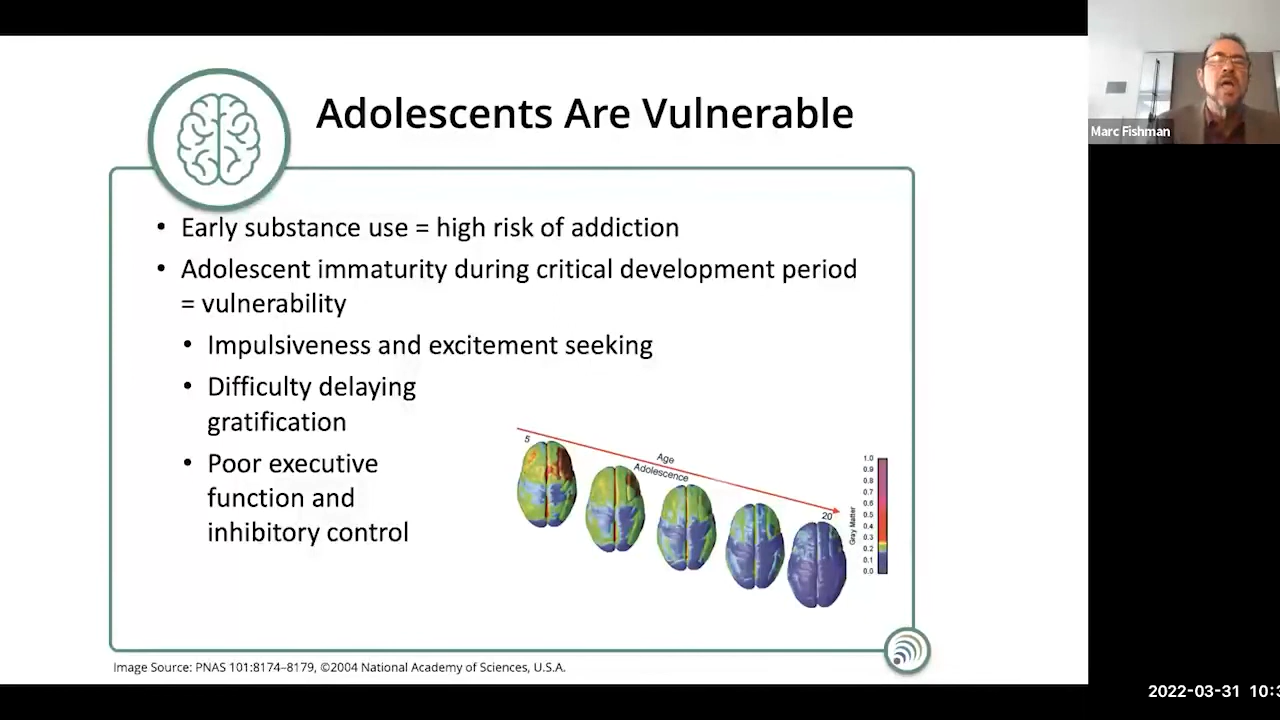 Adolescents Are Vulnerable
Marc Fishman
• Early substance use = high risk of addiction
• Adolescent immaturity during critical development period
= vulnerability
• Impulsiveness and excitement seeking
• Difficulty delaying
gratification
• Poor executive
function and
inhibitory control
5
Age
Adolescence
20
Gray Matter
1.0
0.9
0.8
0.7
0.6
0.5
0.4
0.3
0.2
0.1
0.0
Image Source: PNAS 101:8174–8179, ©2004 National Academy of Sciences, U.S.A.
2022-03-31 10:3